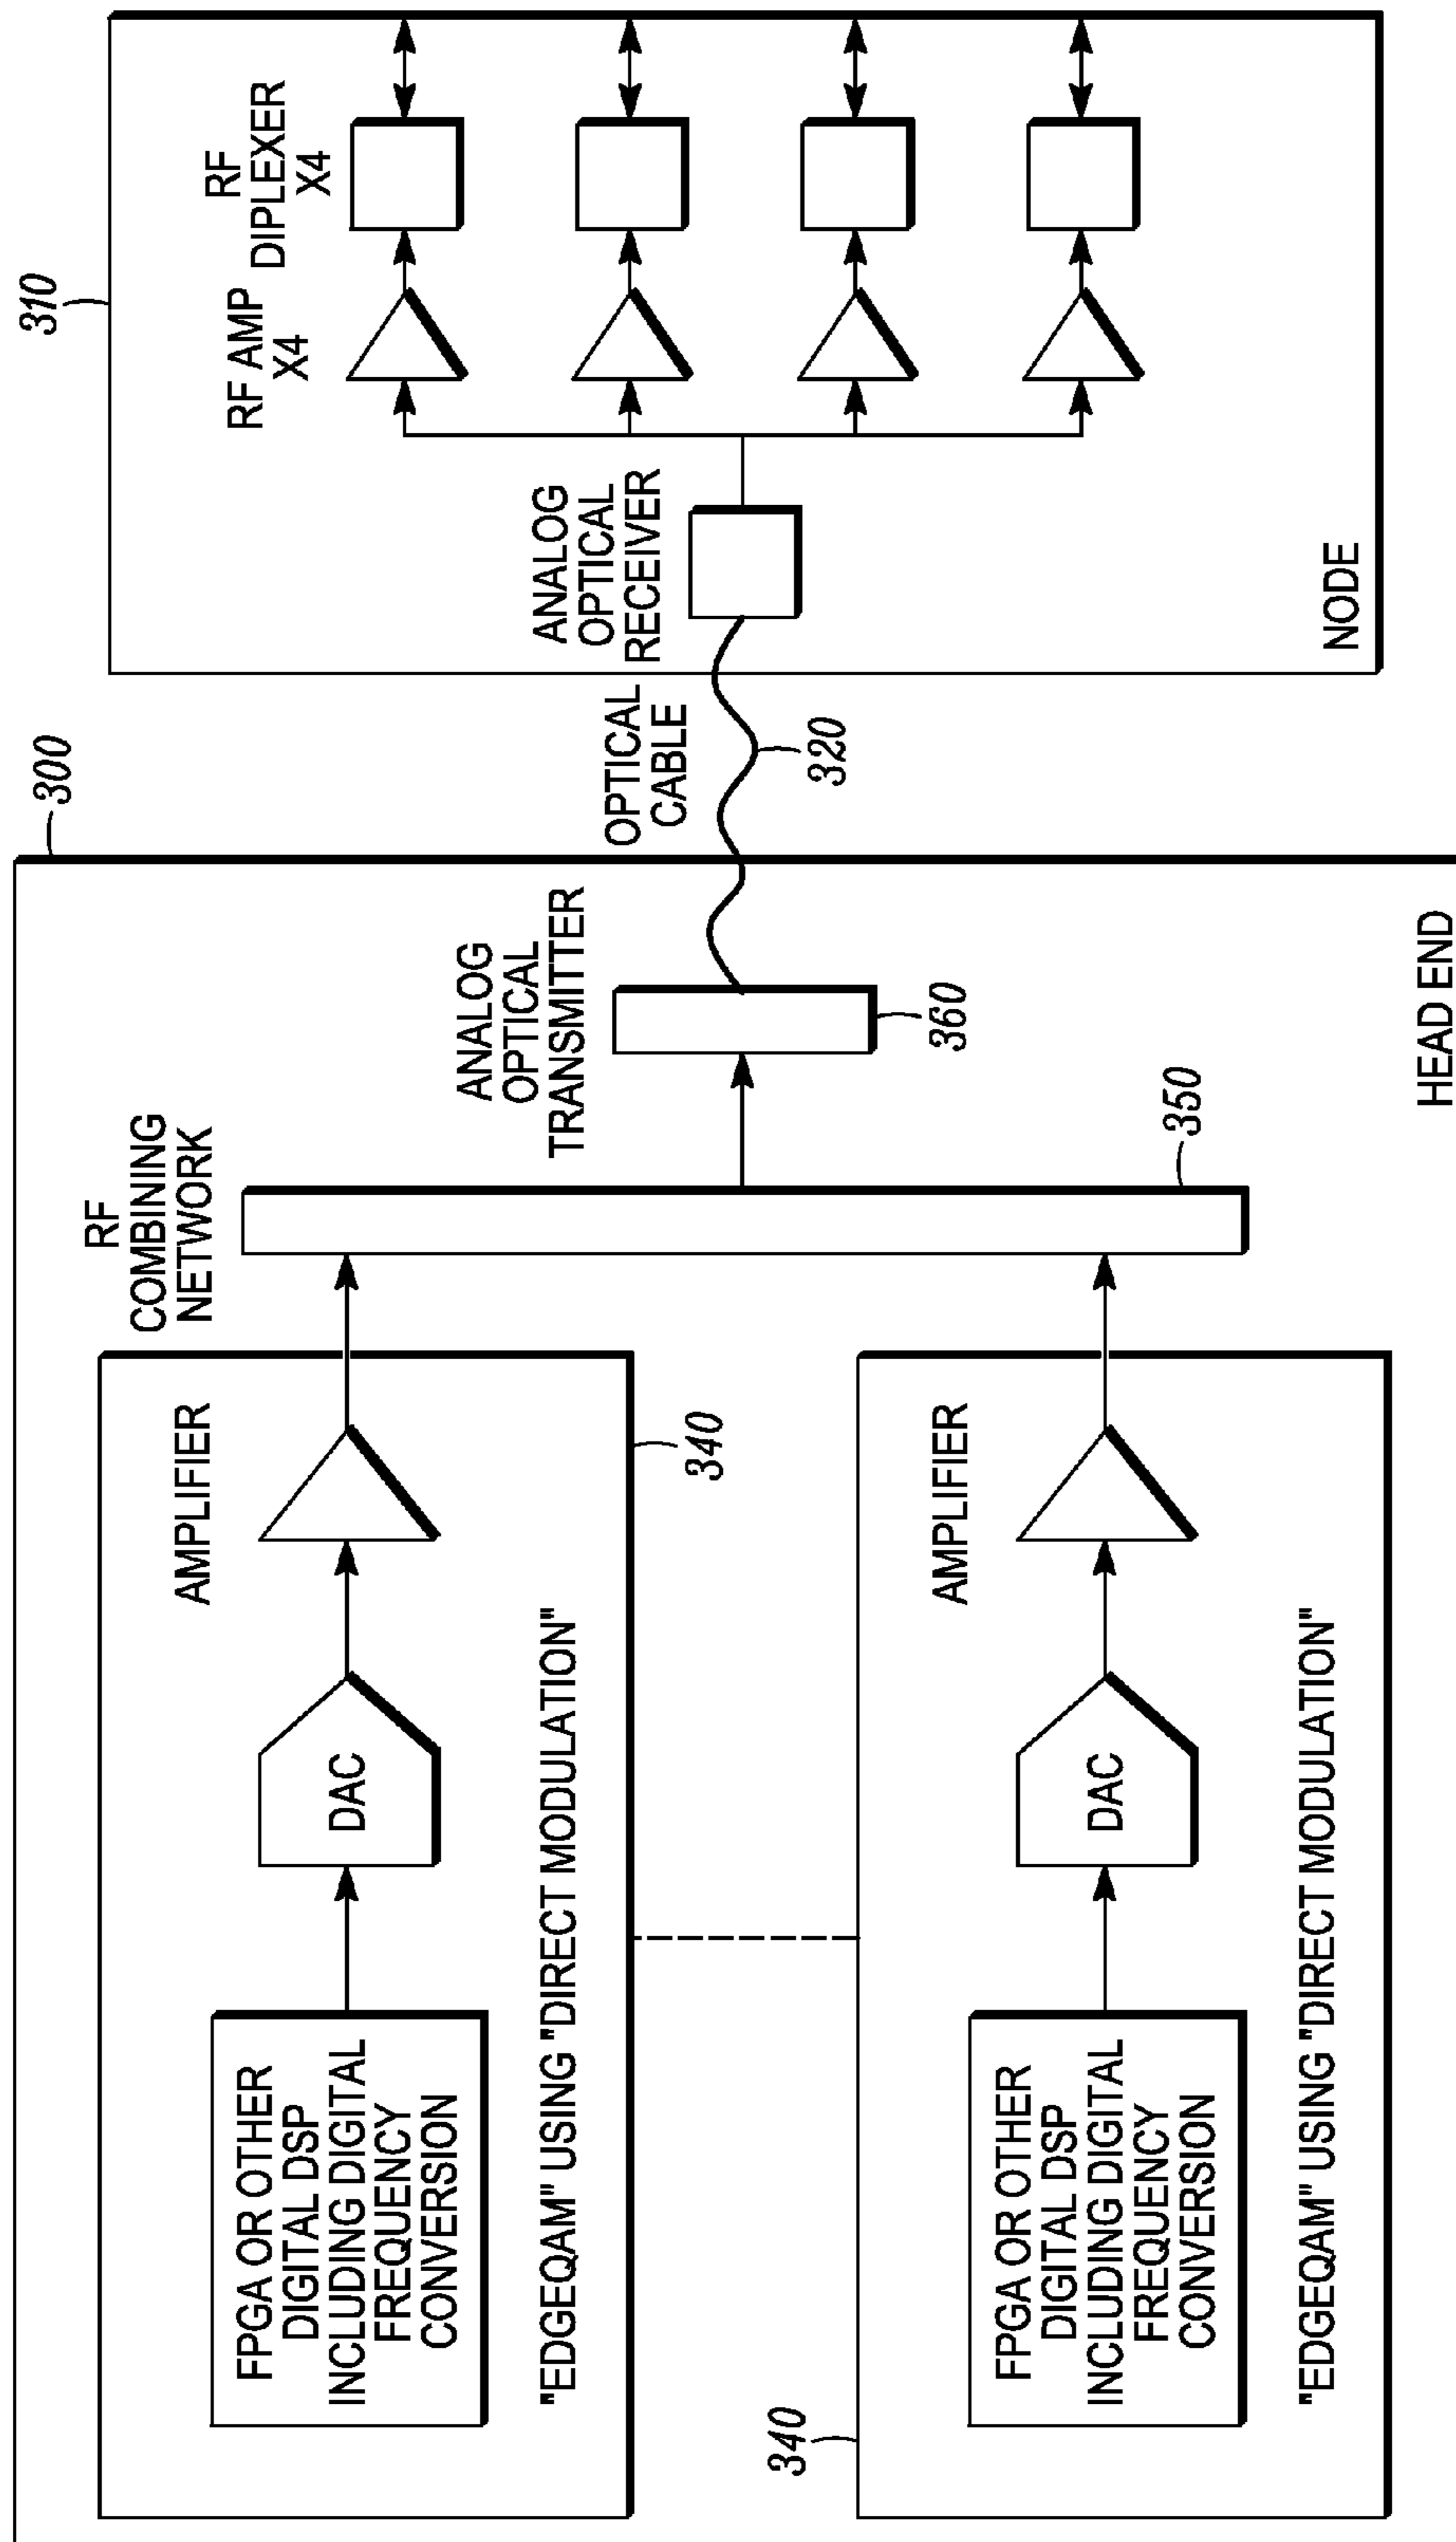 300
HEAD END
"EDGEQAM" USING "DIRECT MODULATION"
FPGA OR OTHER
DIGITAL DSP
INCLUDING DIGITAL
FREQUENCY
CONVERSION
DAC
AMPLIFIER
340
"EDGEQAM" USING "DIRECT MODULATION"
FPGA OR OTHER
DIGITAL DSP
INCLUDING DIGITAL
FREQUENCY
CONVERSION
DAC
AMPLIFIER
340
RF
COMBINING
NETWORK
350
ANALOG
OPTICAL
TRANSMITTER
360
OPTICAL
CABLE
320
310
NODE
ANALOG
OPTICAL
RECEIVER
RF AMP
X4
RF
DIPLEXER
X4